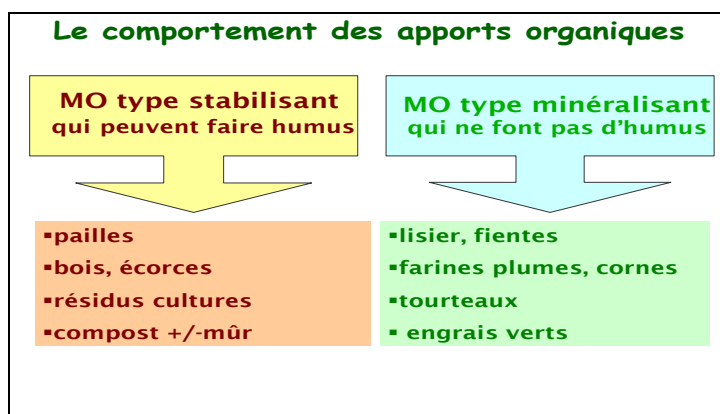 Le comportement des apports organiques
MO type stabilisant
qui peuvent faire humus
MO type minéralisant
qui ne font pas d'humus
▪pailles
▪bois, écorces
▪résidus cultures
▪compost +/-mûr
▪lisier, fientes
▪farines plumes, cornes
▪tourteaux
▪ engrais verts